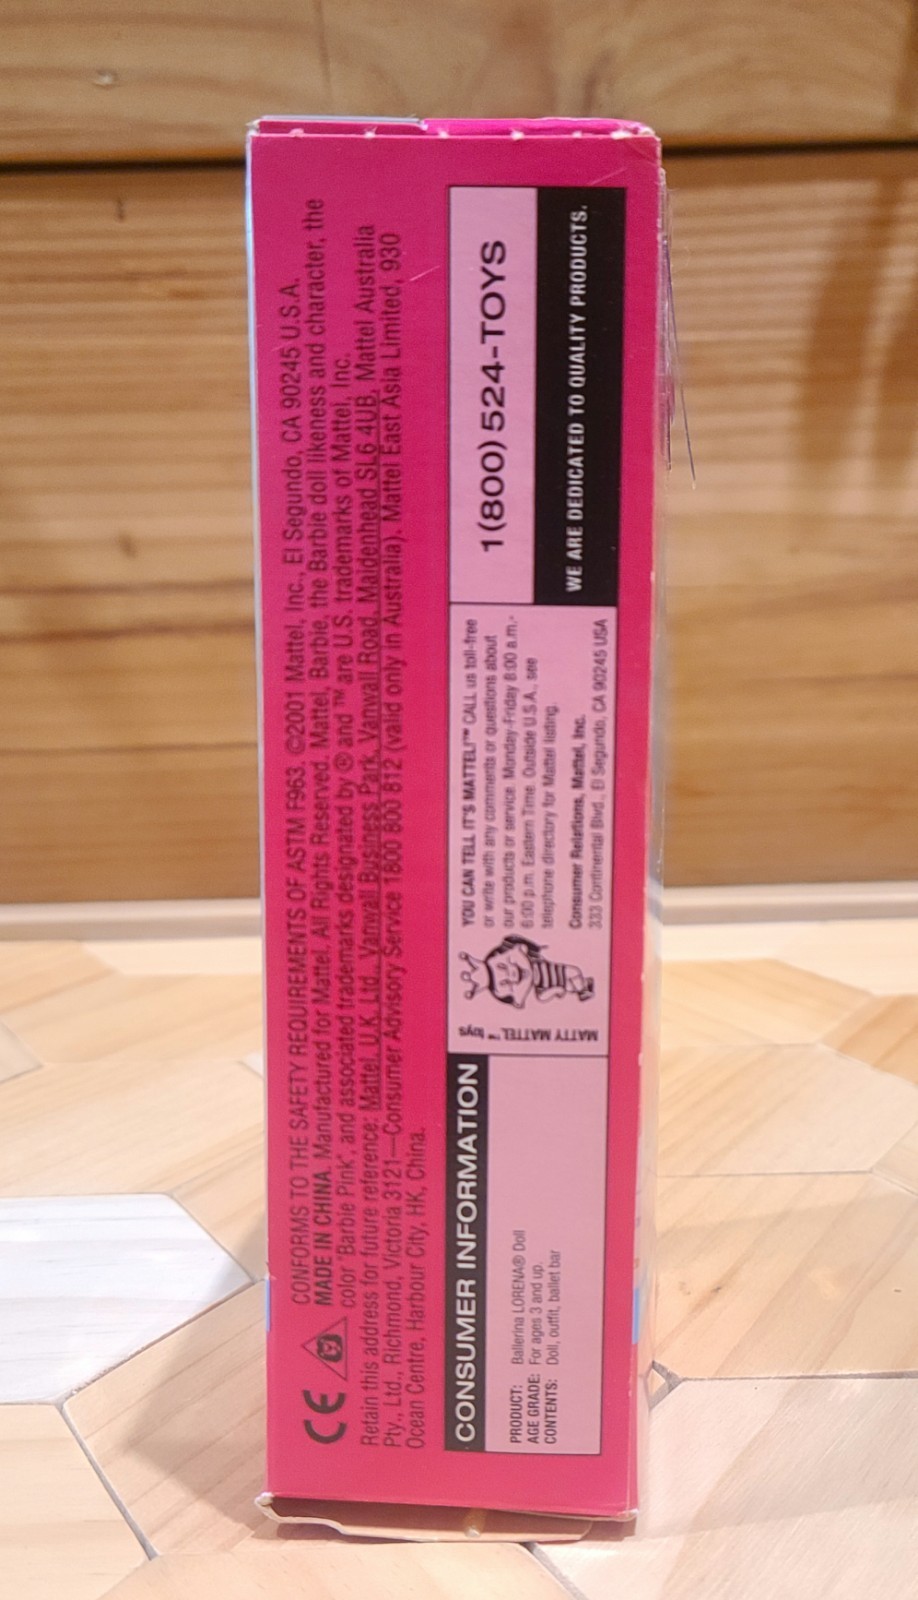 CE
CONFORMS TO THE SAFETY REQUIREMENTS OF ASTM F963. ©2001 Mattel, Inc., El Segundo, CA 90245 U.S.A.
MADE IN CHINA. Manufactured for Mattel. All Rights Reserved. Mattel, Barbie, the Barbie doll likeness and character, the
color "Barbie Pink", and associated trademarks designated by ® and ™ are U.S. trademarks of Mattel, Inc.
Retain this address for future reference: Mattel, U.K. Ltd., Vanwall Business Park, Vanwall Road, Maidenhead SL6 4UB. Mattel Australia
Pty., Ltd., Richmond, Victoria 3121—Consumer Advisory Service 1800 800 812 (valid only in Australia). Mattel East Asia Limited, 930
Ocean Centre, Harbour City, HK, China.
CONSUMER INFORMATION
PRODUCT: Ballerina LORENA® Doll
AGE GRADE: For ages 3 and up.
CONTENTS: Doll, outfit, ballet bar
MATTY MATTEL™ toys
YOU CAN TELL IT'S MATTEL!™ CALL us toll-free
or write with any comments or questions about
our products or service. Monday-Friday 8:00 a.m.-
6:00 p.m. Eastern Time. Outside U.S.A., see
telephone directory for Mattel listing.
Consumer Relations, Mattel, Inc.
333 Continental Blvd., El Segundo, CA 90245 USA
1(800)524-TOYS
WE ARE DEDICATED TO QUALITY PRODUCTS.